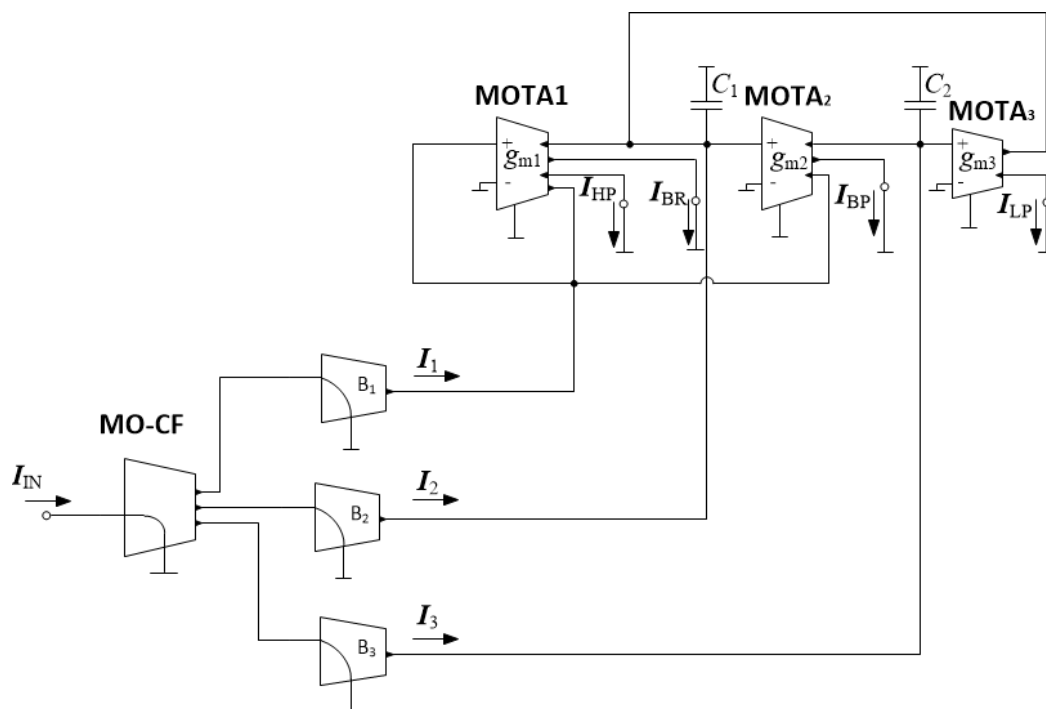 C1
C2
MOTA1
MOTA2
MOTA3
+
gm1
-
+
gm2
-
+
gm3
-
IHP
IBR
IBP
ILP
I1
B1
MO-CF
IIN
I2
B2
I3
B3